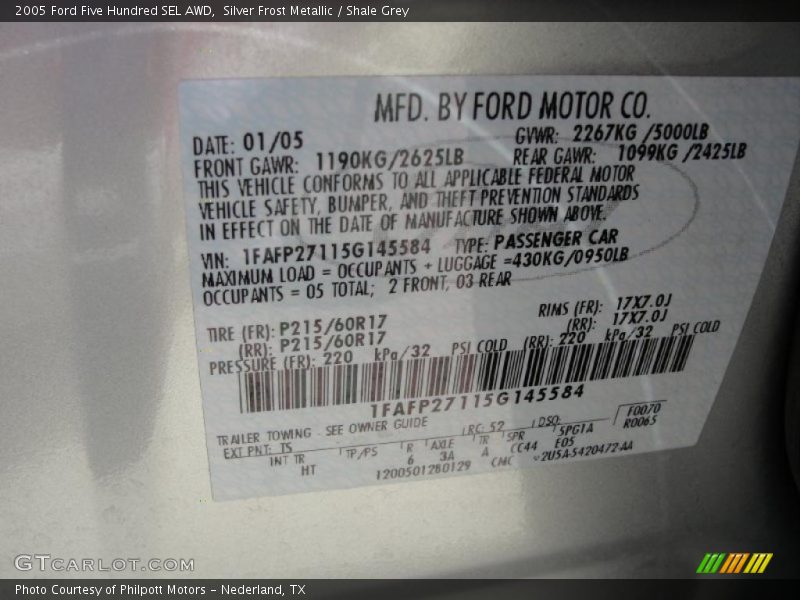 2005 Ford Five Hundred SEL AWD, Silver Frost Metallic / Shale Grey
MFD. BY FORD MOTOR CO.
DATE: 01/05 GVWR: 2267KG /5000LB
FRONT GAWR: 1190KG/2625LB REAR GAWR: 1099KG /2425LB
THIS VEHICLE CONFORMS TO ALL APPLICABLE FEDERAL MOTOR
VEHICLE SAFETY, BUMPER, AND THEFT PREVENTION STANDARDS
IN EFFECT ON THE DATE OF MANUFACTURE SHOWN ABOVE.
VIN: 1FAFP27115G145584 TYPE: PASSENGER CAR
MAXIMUM LOAD = OCCUPANTS + LUGGAGE =430KG/0950LB
OCCUPANTS = 05 TOTAL; 2 FRONT, 03 REAR
TIRE (FR): P215/60R17 RIMS (FR): 17X7.0J
(RR): P215/60R17 (RR): 17X7.0J
PRESSURE (FR): 220 kPa/32 PSI COLD (RR): 220 kPa/32 PSI COLD
1FAFP27115G145584
TRAILER TOWING - SEE OWNER GUIDE F0070
EXT PNT: TS RC: 52 DSO: R0065
INT TR TP/PS R AXLE TR SPR 5PG1A
HT 6 3A A CC44 E05
1200501280129 CMC 2U5A-5420472-AA
GTCARLOT.COM
Photo Courtesy of Philpott Motors - Nederland, TX